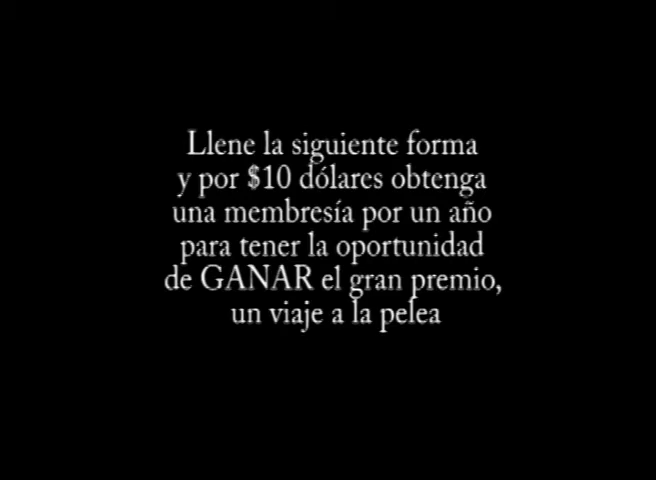 Llene la siguiente forma
y por $10 dólares obtenga
una membresía por un año
para tener la oportunidad
de GANAR el gran premio,
un viaje a la pelea